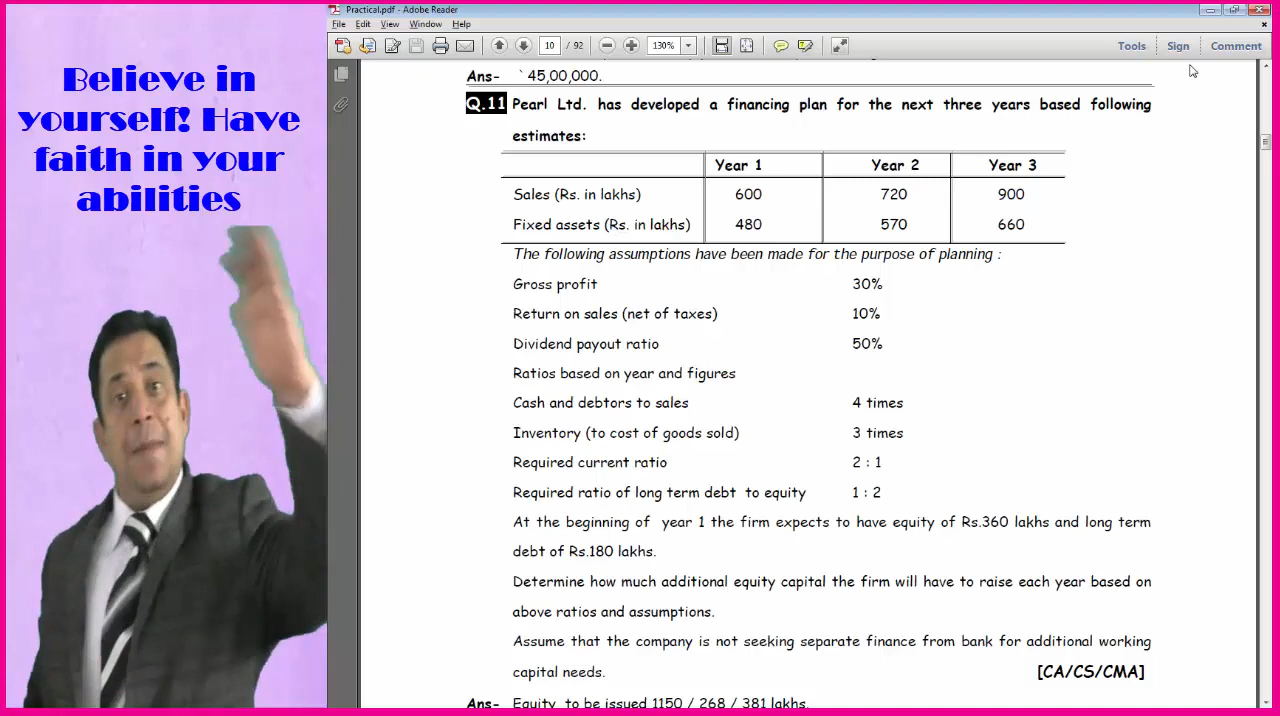 Believe in
yourself! Have
faith in your
abilities
Practical.pdf - Adobe Reader
File Edit View Window Help
10 / 92 130% Tools Sign Comment
Ans- ` 45,00,000.
Q.11 Pearl Ltd. has developed a financing plan for the next three years based following
estimates:
Year 1 Year 2 Year 3
Sales (Rs. in lakhs) 600 720 900
Fixed assets (Rs. in lakhs) 480 570 660
The following assumptions have been made for the purpose of planning :
Gross profit 30%
Return on sales (net of taxes) 10%
Dividend payout ratio 50%
Ratios based on year and figures
Cash and debtors to sales 4 times
Inventory (to cost of goods sold) 3 times
Required current ratio 2 : 1
Required ratio of long term debt to equity 1 : 2
At the beginning of year 1 the firm expects to have equity of Rs.360 lakhs and long term
debt of Rs.180 lakhs.
Determine how much additional equity capital the firm will have to raise each year based on
above ratios and assumptions.
Assume that the company is not seeking separate finance from bank for additional working
capital needs. [CA/CS/CMA]
Ans- Equity to be issued 1150 / 268 / 381 lakhs.